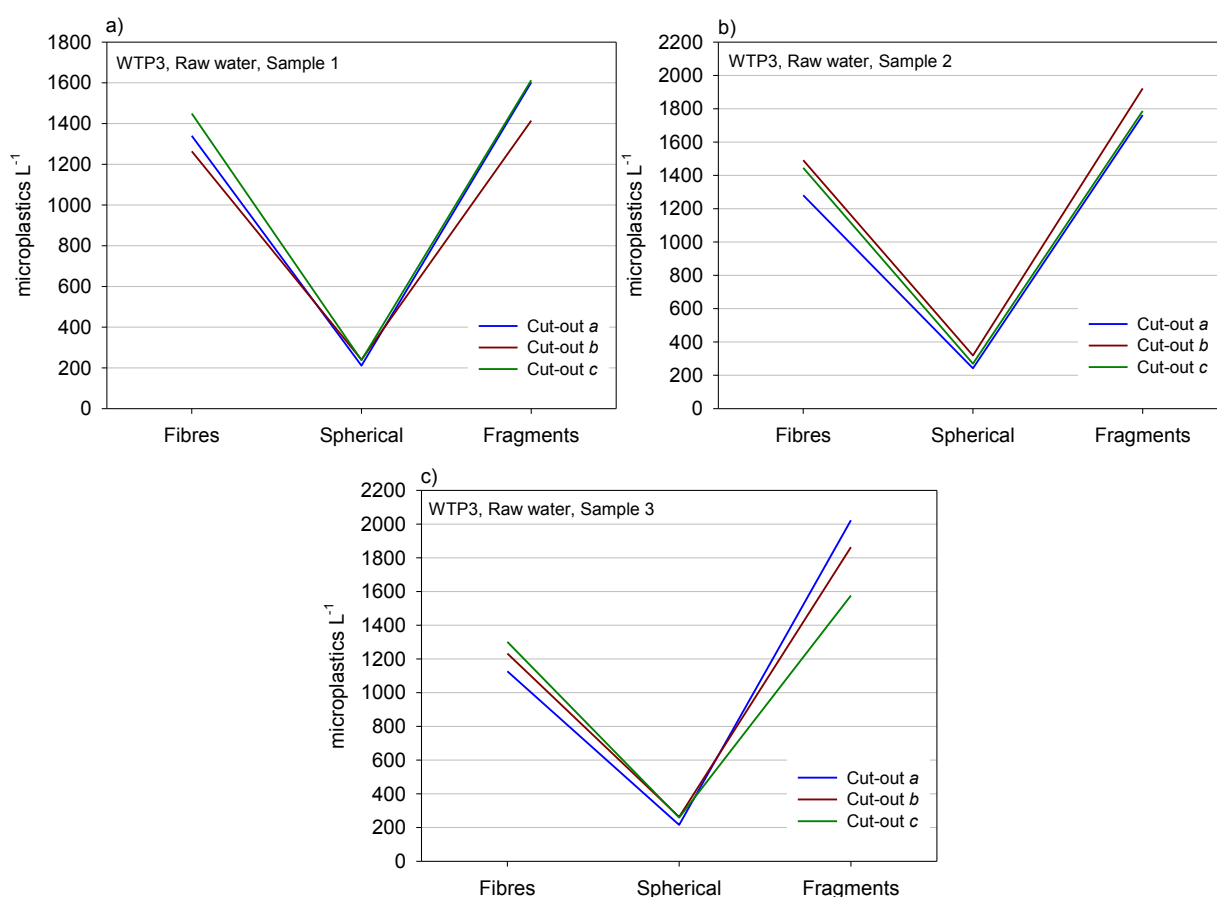 a)
WTP3, Raw water, Sample 1
microplastics L⁻¹
1800
1600
1400
1200
1000
800
600
400
200
0
Cut-out a
Cut-out b
Cut-out c
Fibres Spherical Fragments
b)
WTP3, Raw water, Sample 2
microplastics L⁻¹
2200
2000
1800
1600
1400
1200
1000
800
600
400
200
0
Cut-out a
Cut-out b
Cut-out c
Fibres Spherical Fragments
c)
WTP3, Raw water, Sample 3
microplastics L⁻¹
2200
2000
1800
1600
1400
1200
1000
800
600
400
200
0
Cut-out a
Cut-out b
Cut-out c
Fibres Spherical Fragments